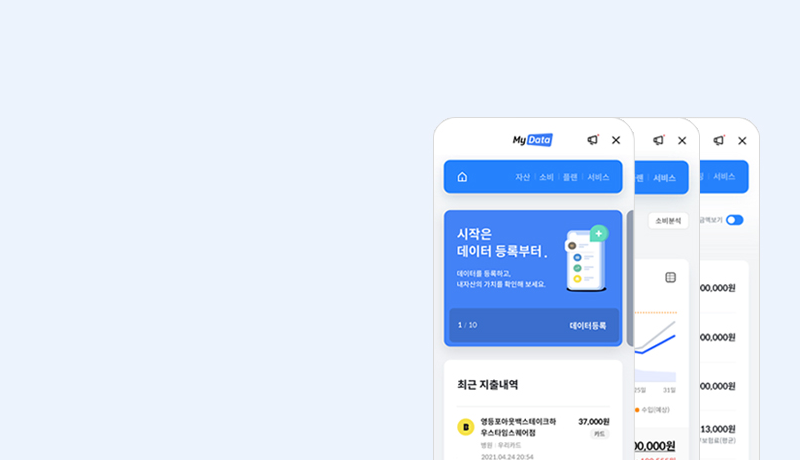 My Data
자산 소비 플랜 서비스
시작은
데이터 등록부터.
데이터를 등록하고,
내자산의 가치를 확인해 보세요.
1 / 10 데이터등록
최근 지출내역
영등포아웃백스테이크하
우스타임스퀘어점
37,000원
카드
병원 | 우리카드
2021.04.24 20:54
랜 서비스
소비분석
25일 31일
수입(예상)
00,000원
서비스
금액보기
00,000원
00,000원
00,000원
13,000원
보험료(평균)